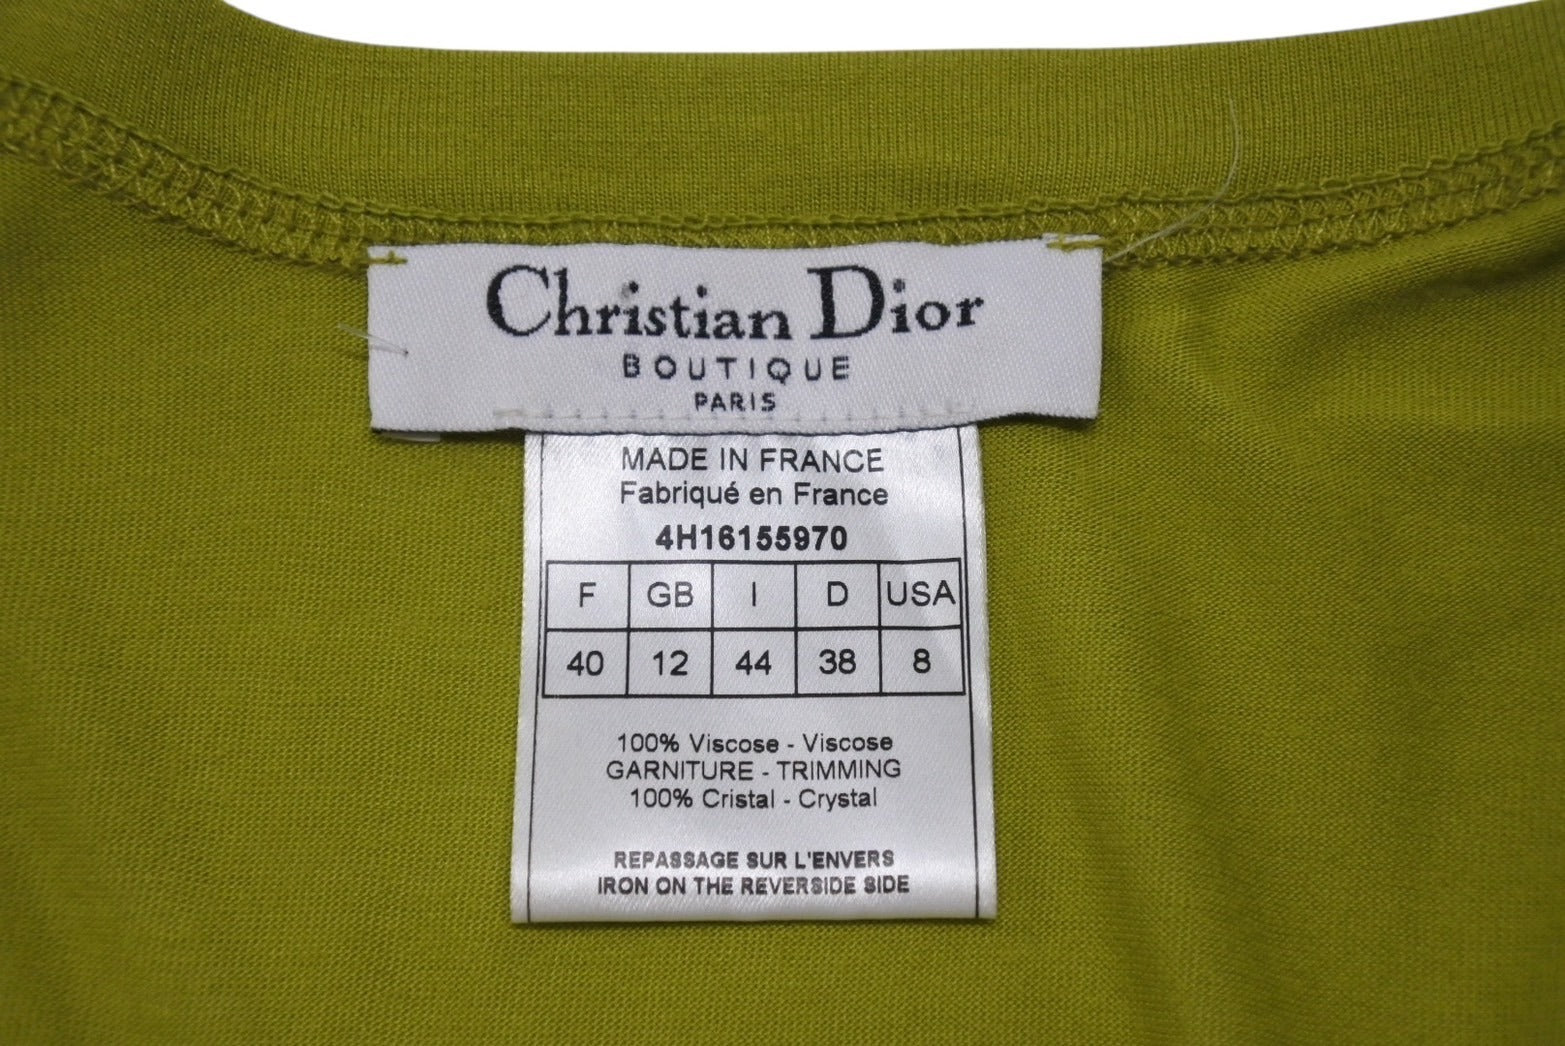 Christian Dior
BOUTIQUE
PARIS
MADE IN FRANCE
Fabriqué en France
4H16155970
F GB I D USA
40 12 44 38 8
100% Viscose - Viscose
GARNITURE - TRIMMING
100% Cristal - Crystal
REPASSAGE SUR L'ENVERS
IRON ON THE REVERSIDE SIDE